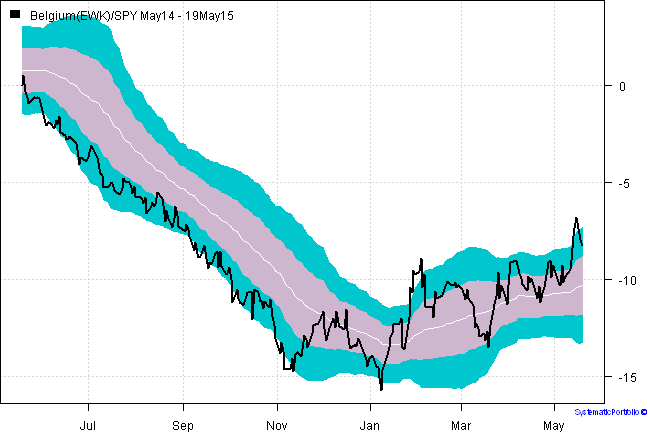 Belgium(EWK)/SPY May14 - 19May15
0
-5
-10
-15
Jul Sep Nov Jan Mar May
SystematicPortfolio ©